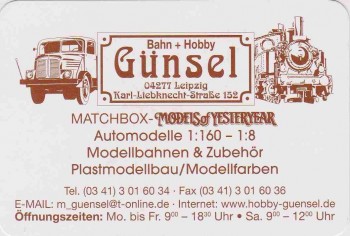 Bahn + Hobby
Günsel
04277 Leipzig
Karl-Liebknecht-Straße 152
MATCHBOX-MODELS of YESTERYEAR
Automodelle 1:160 – 1:8
Modellbahnen & Zubehör
Plastmodellbau/Modellfarben
Tel. (03 41) 3 01 60 34 · Fax (03 41) 3 01 60 36
E-MAIL: m_guensel@t-online.de · Internet: www.hobby-guensel.de
Öffnungszeiten: Mo. bis Fr. 9⁰⁰ – 18³⁰ Uhr • Sa. 9⁰⁰ – 12⁰⁰ Uhr